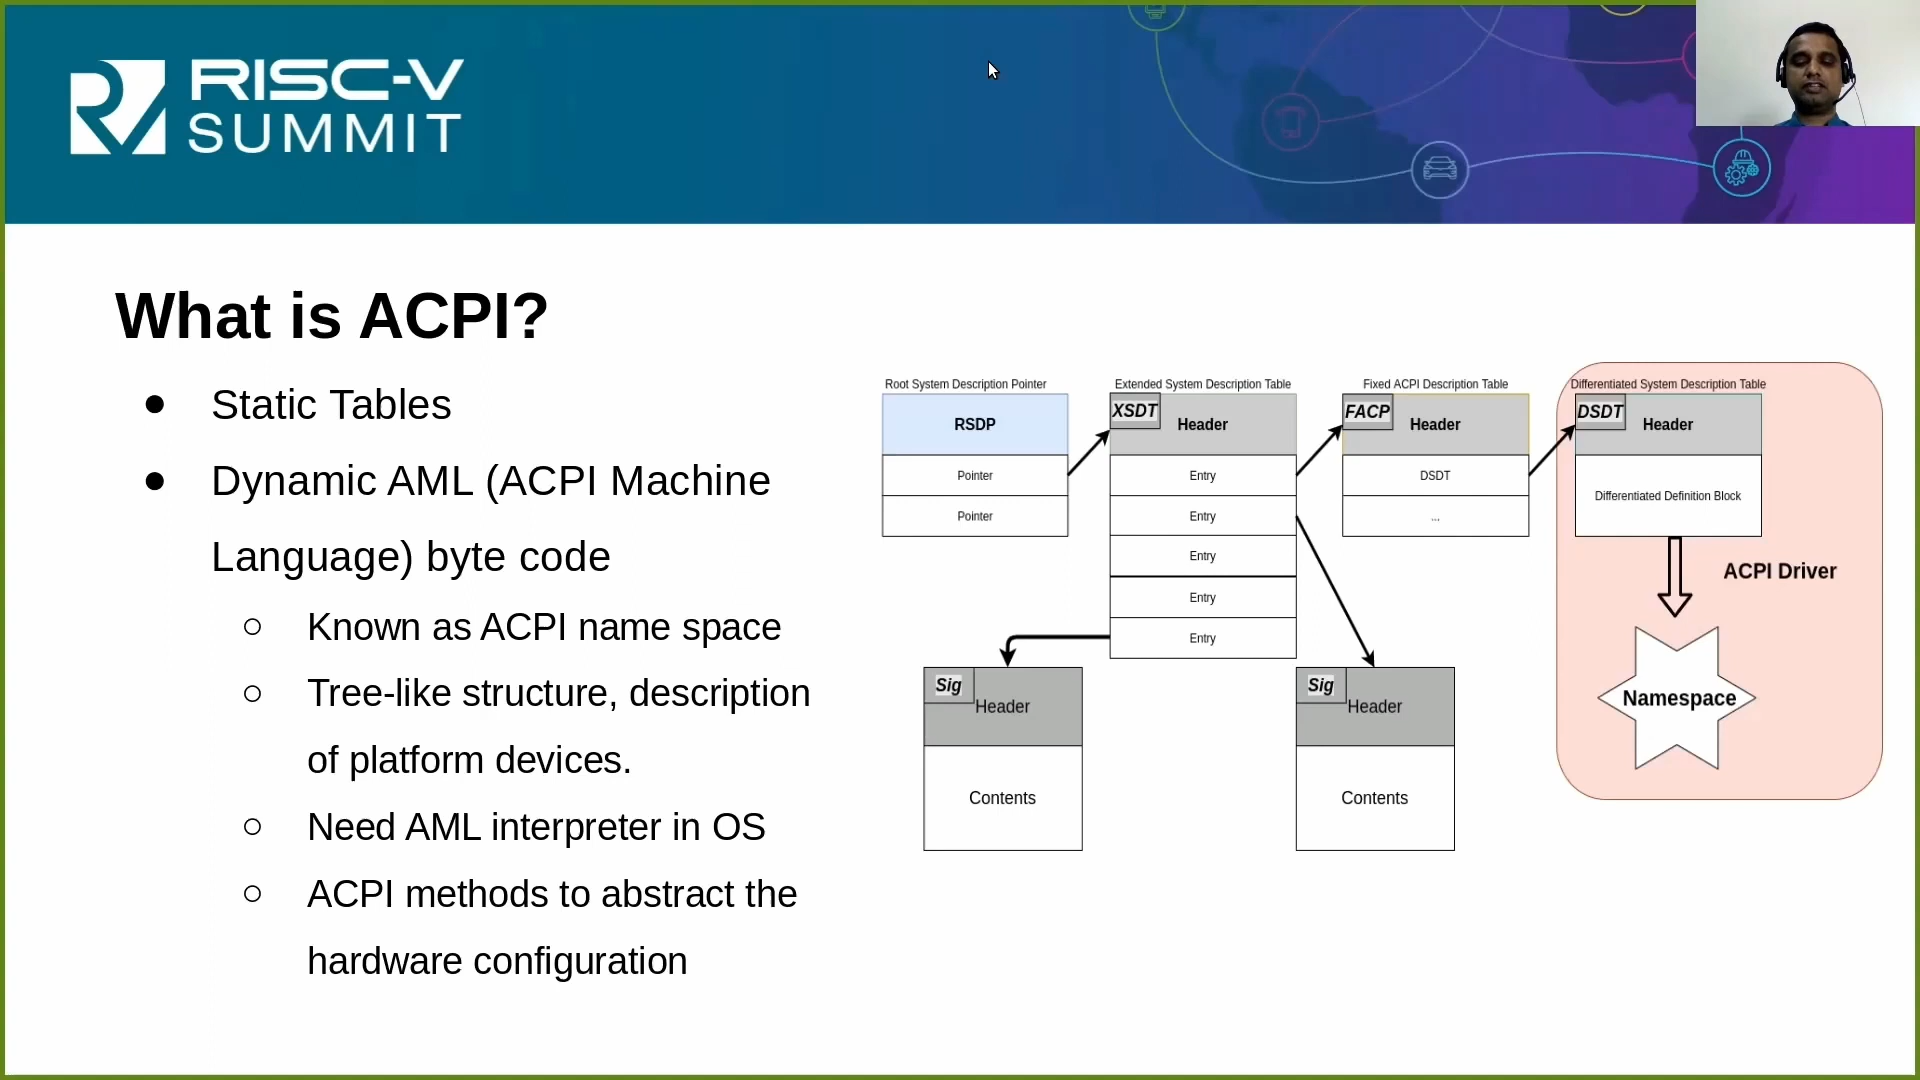 RISC-V
SUMMIT
What is ACPI?
● Static Tables
● Dynamic AML (ACPI Machine
Language) byte code
○ Known as ACPI name space
○ Tree-like structure, description
of platform devices.
○ Need AML interpreter in OS
○ ACPI methods to abstract the
hardware configuration
Root System Description Pointer
RSDP
Pointer
Pointer
Extended System Description Table
XSDT
Header
Entry
Entry
Entry
Entry
Entry
Fixed ACPI Description Table
FACP
Header
DSDT
...
Differentiated System Description Table
DSDT
Header
Differentiated Definition Block
ACPI Driver
Namespace
Sig
Header
Contents
Sig
Header
Contents